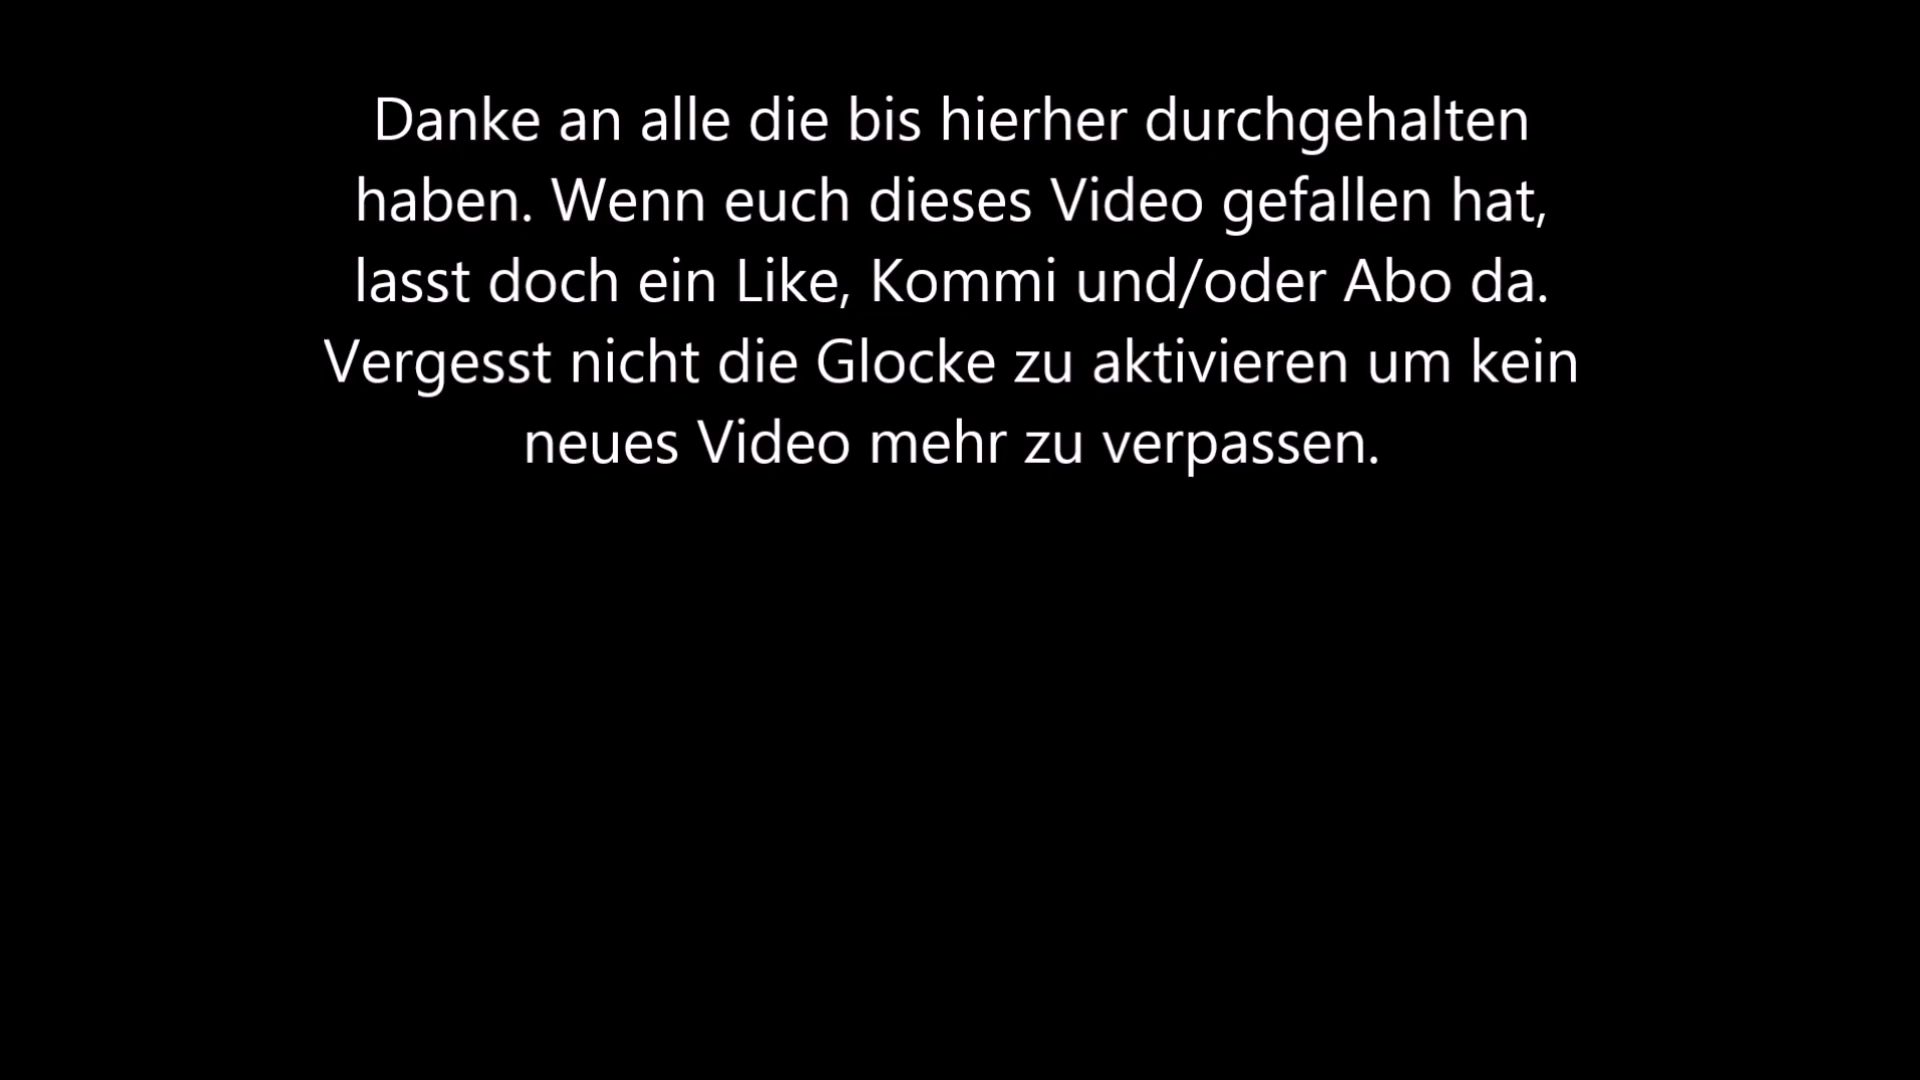 Danke an alle die bis hierher durchgehalten
haben. Wenn euch dieses Video gefallen hat,
lasst doch ein Like, Kommi und/oder Abo da.
Vergesst nicht die Glocke zu aktivieren um kein
neues Video mehr zu verpassen.